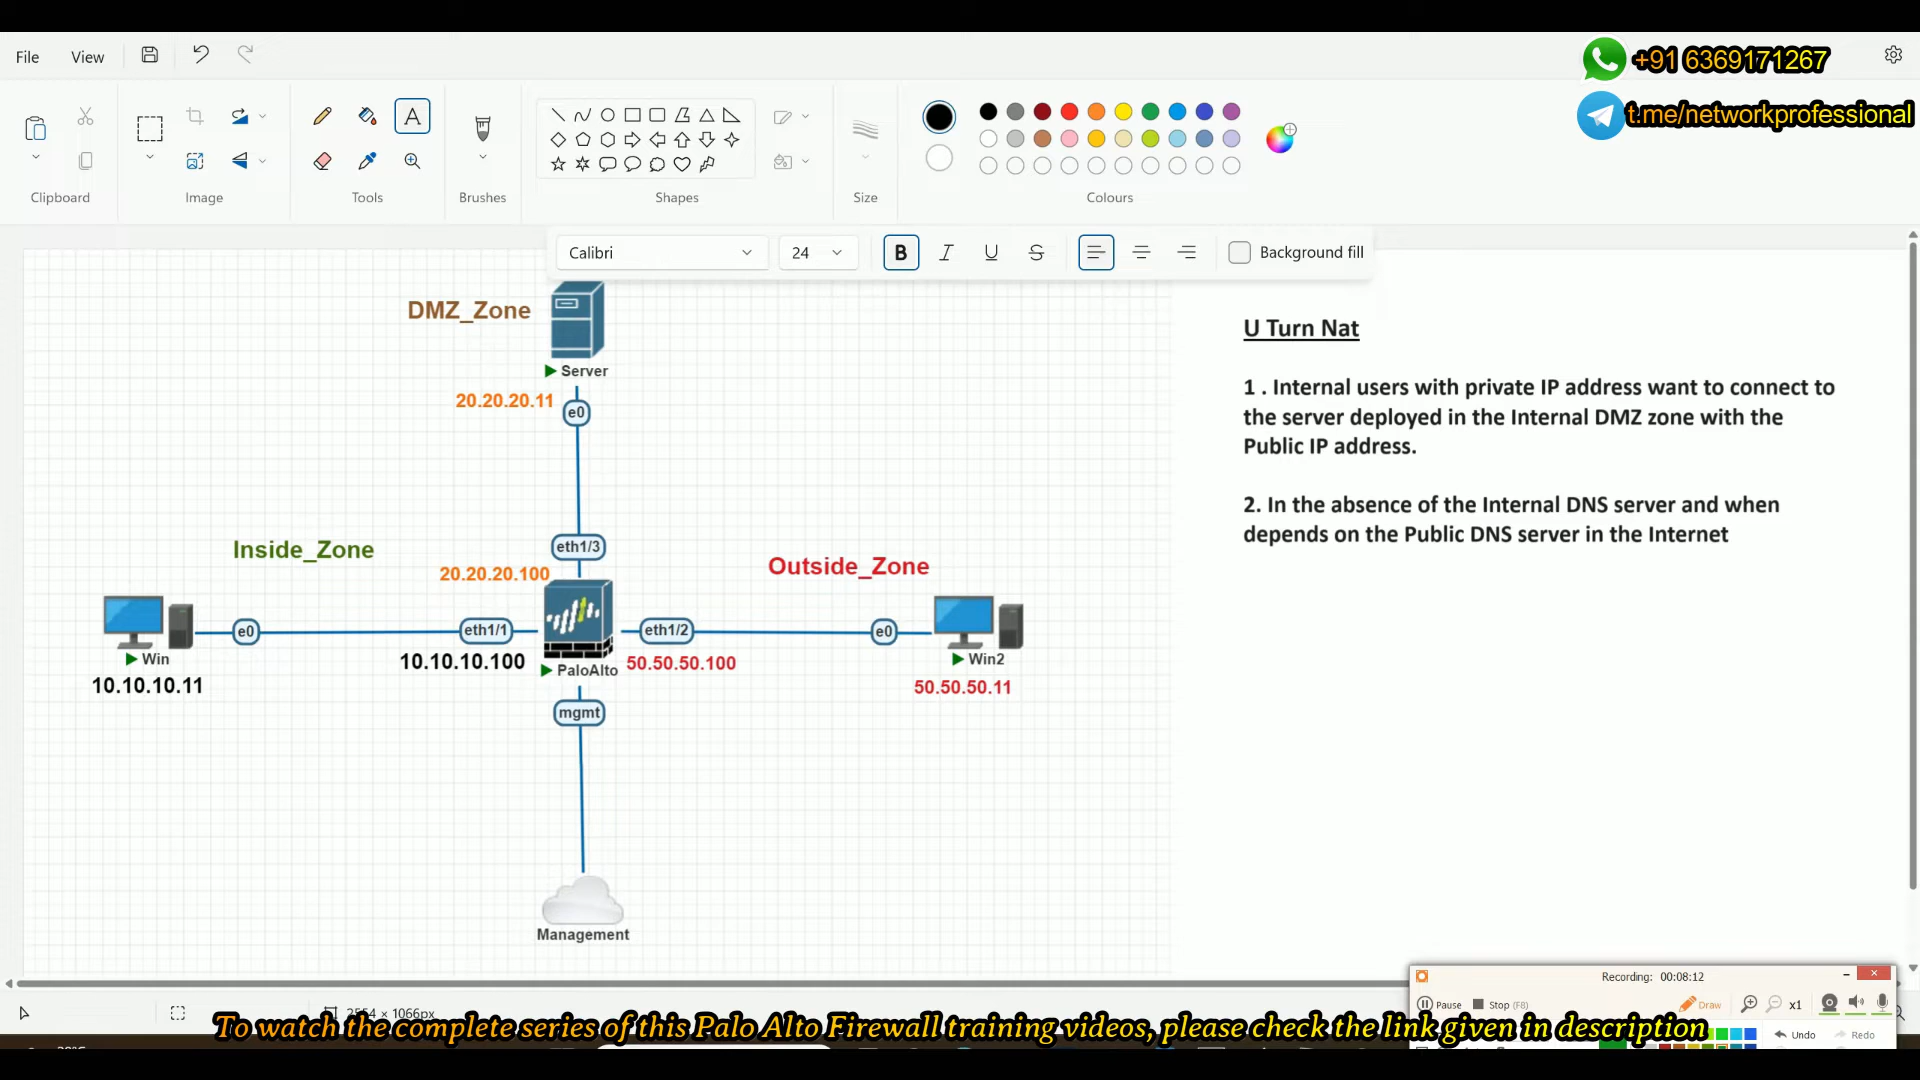 File View
+91 6369171267
t.me/networkprofessional
A
Clipboard Image Tools Brushes Shapes Size Colours
Calibri 24 B I U S Background fill
DMZ_Zone
Server
20.20.20.11
e0
U Turn Nat
1 . Internal users with private IP address want to connect to
the server deployed in the Internal DMZ zone with the
Public IP address.
2. In the absence of the Internal DNS server and when
depends on the Public DNS server in the Internet
eth1/3
Inside_Zone
20.20.20.100
Outside_Zone
e0
eth1/1
eth1/2
e0
Win
10.10.10.100
PaloAlto
50.50.50.100
Win2
10.10.10.11
50.50.50.11
mgmt
Management
Recording: 00:08:12
Pause Stop (F8) Draw x1
× 1066px
To watch the complete series of this Palo Alto Firewall training videos, please check the link given in description
Undo Redo